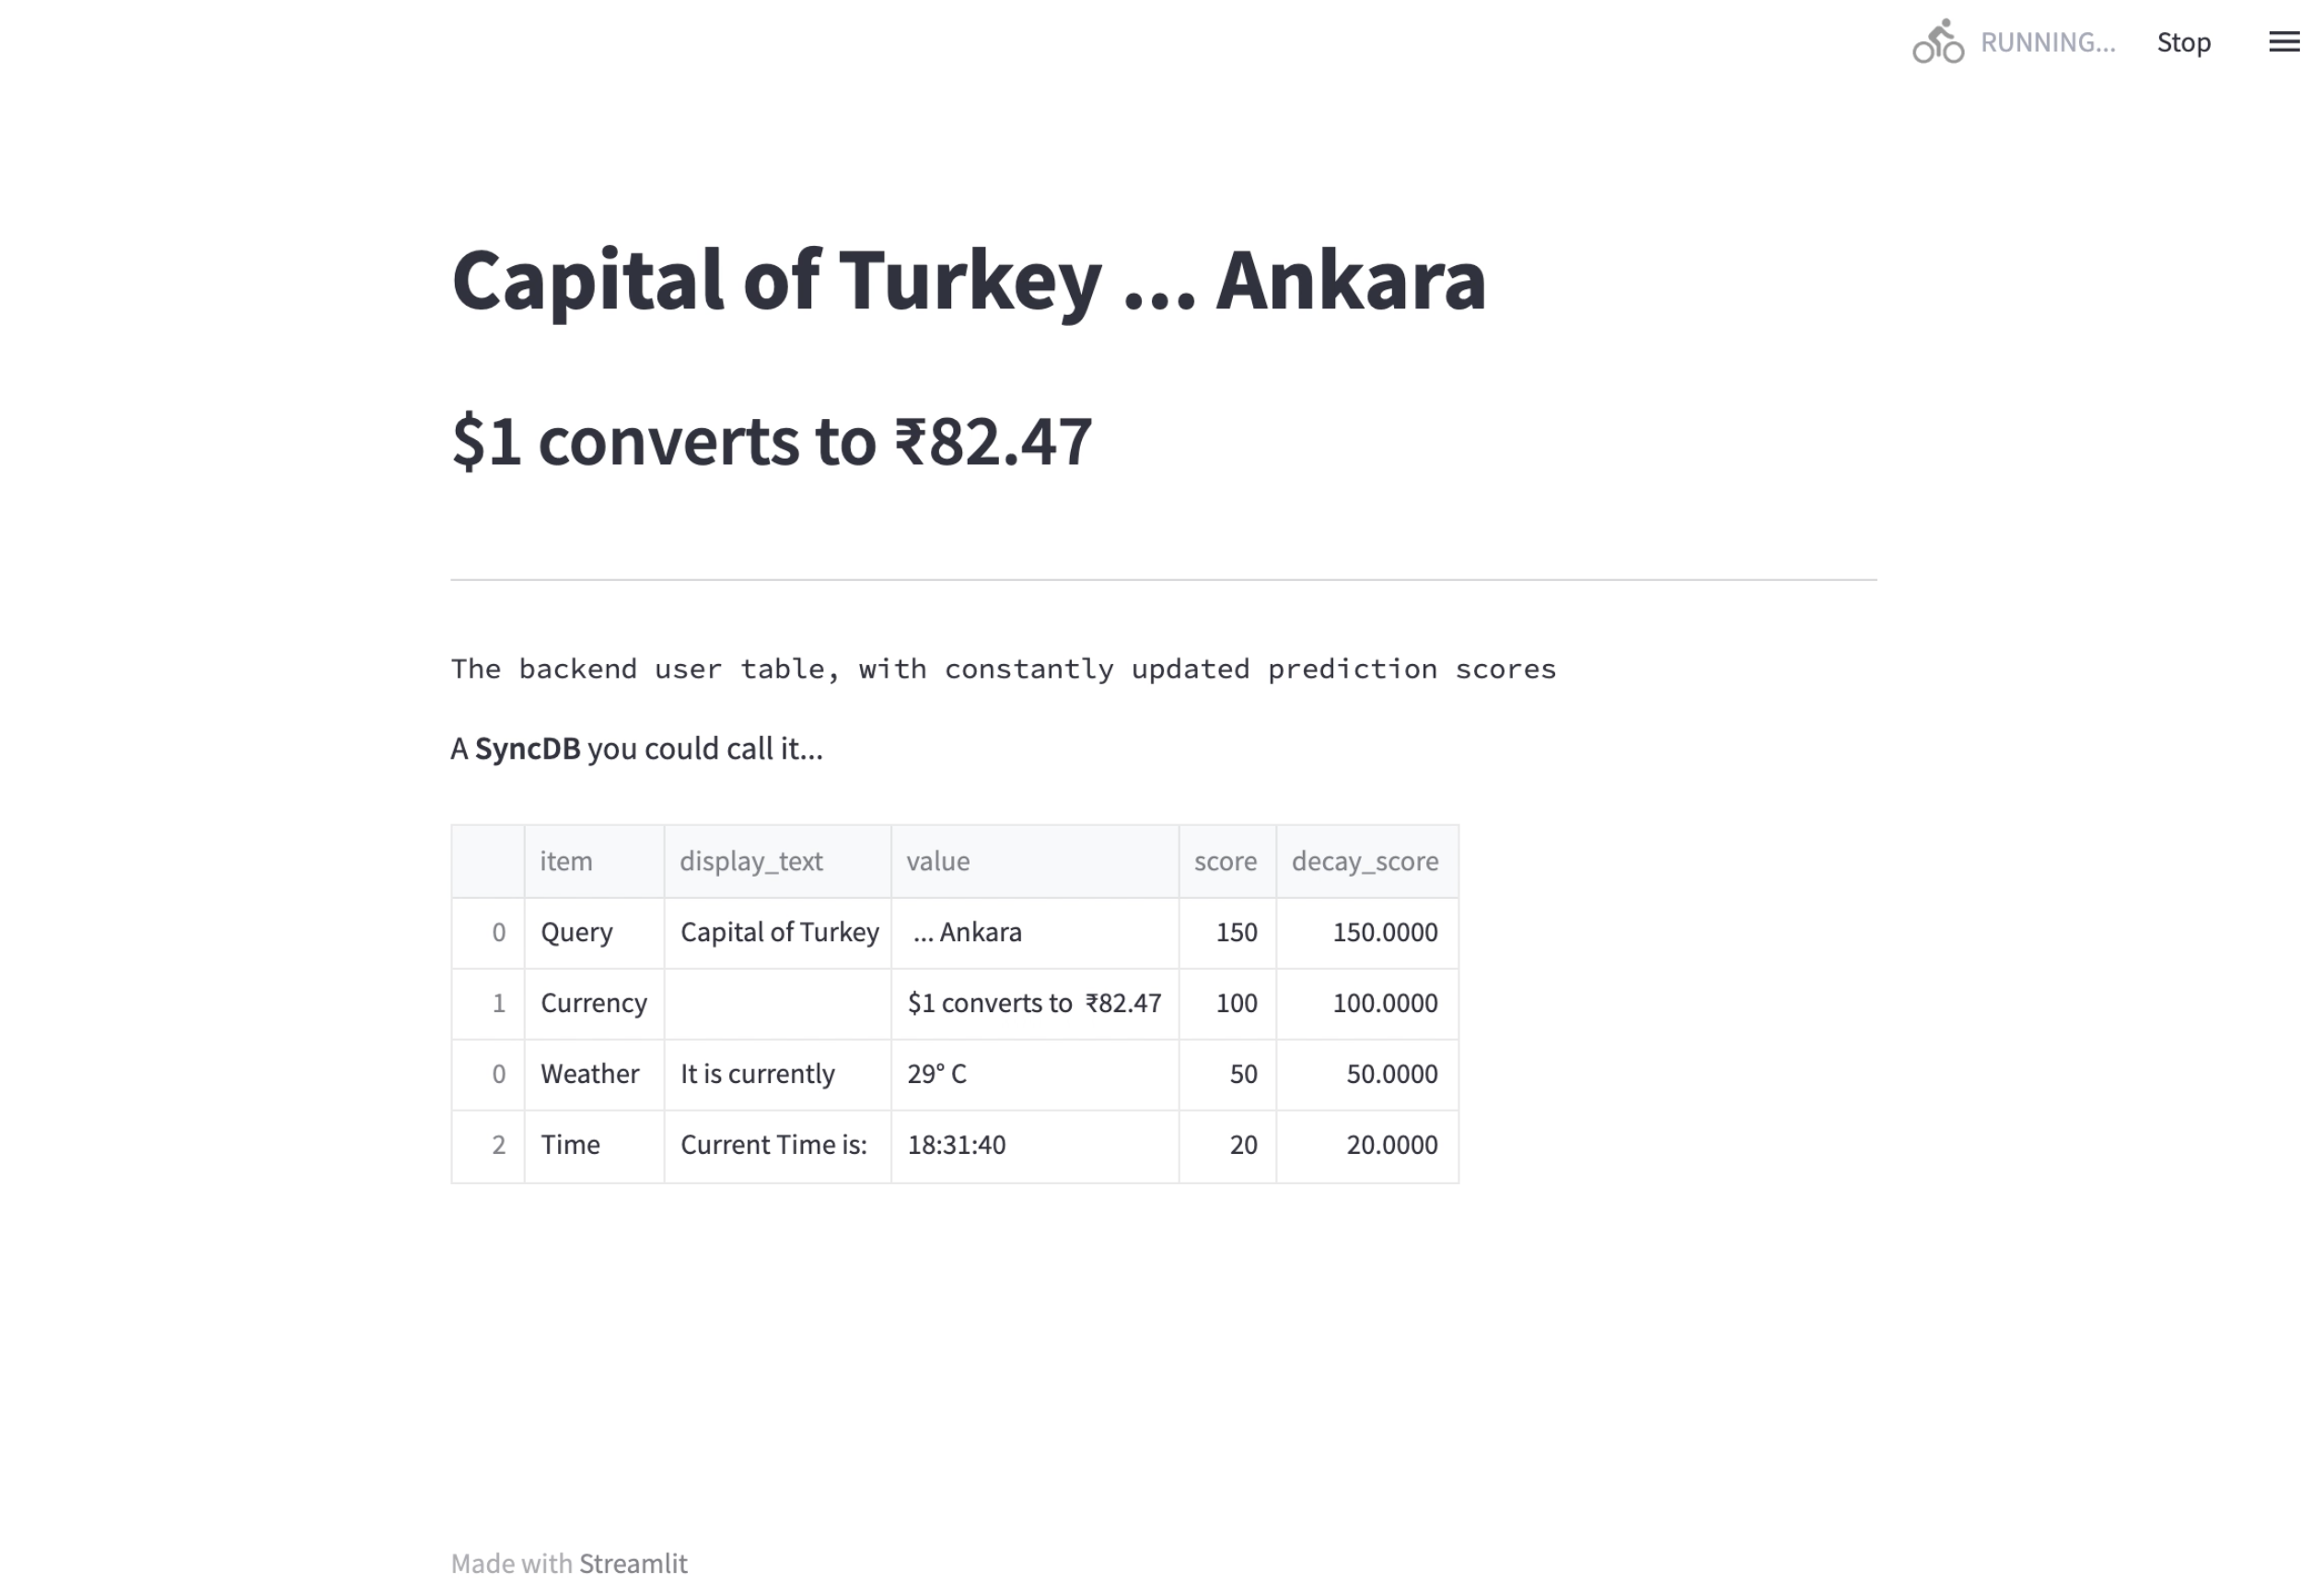 RUNNING... Stop
Capital of Turkey ... Ankara
$1 converts to ₹82.47
The backend user table, with constantly updated prediction scores
A SyncDB you could call it...
item display_text value score decay_score
0 Query Capital of Turkey ... Ankara 150 150.0000
1 Currency $1 converts to ₹82.47 100 100.0000
0 Weather It is currently 29° C 50 50.0000
2 Time Current Time is: 18:31:40 20 20.0000
Made with Streamlit